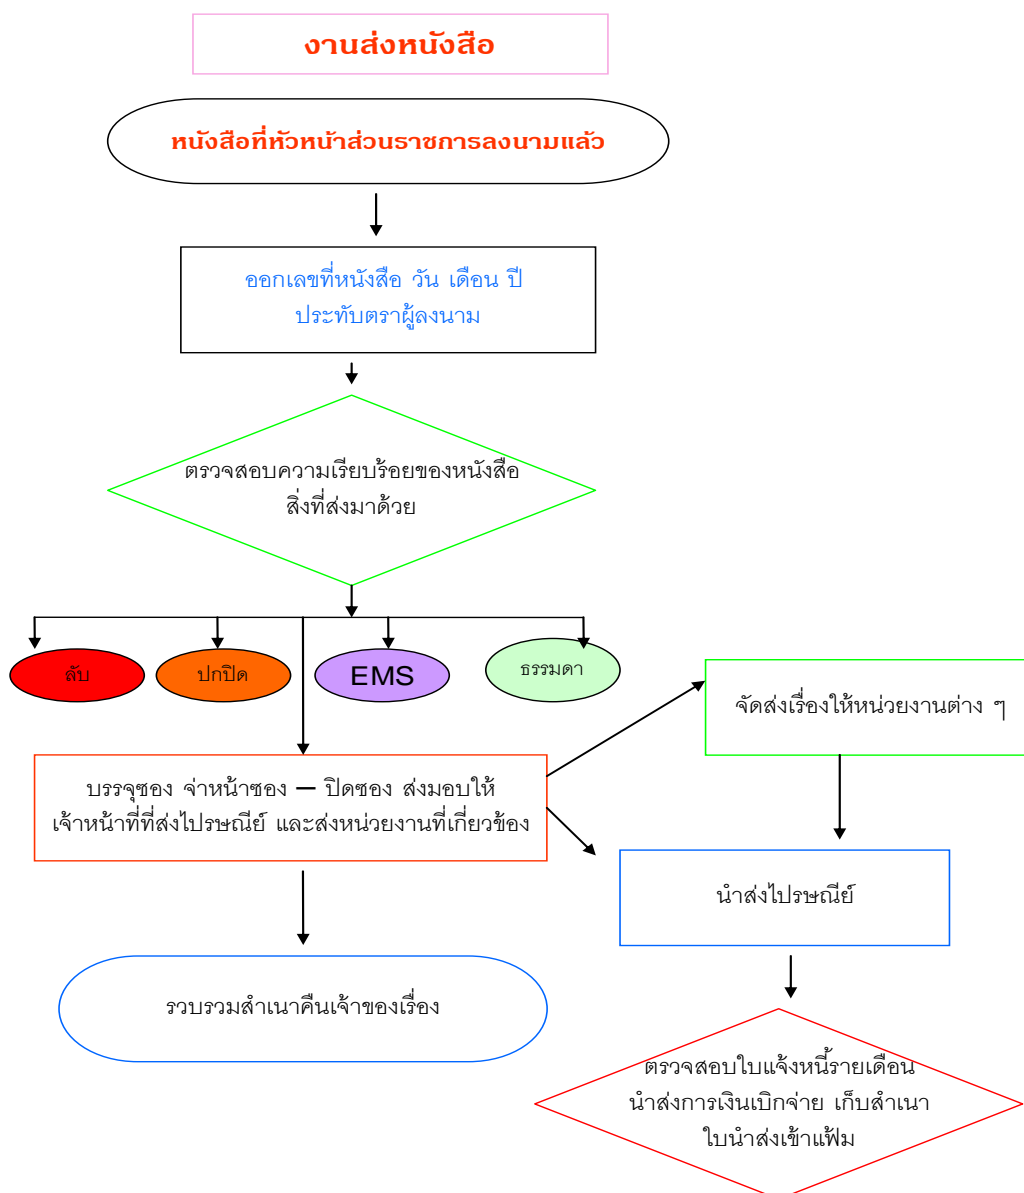 งานส่งหนังสือ
หนังสือที่หัวหน้าส่วนราชการลงนามแล้ว
ออกเลขที่หนังสือ วัน เดือน ปี
ประทับตราผู้ลงนาม
ตรวจสอบความเรียบร้อยของหนังสือ
สิ่งที่ส่งมาด้วย
ลับ
ปกปิด
EMS
ธรรมดา
จัดส่งเรื่องให้หน่วยงานต่าง ๆ
บรรจุซอง จ่าหน้าซอง – ปิดซอง ส่งมอบให้
เจ้าหน้าที่ที่ส่งไปรษณีย์ และส่งหน่วยงานที่เกี่ยวข้อง
นำส่งไปรษณีย์
รวบรวมสำเนาคืนเจ้าของเรื่อง
ตรวจสอบใบแจ้งหนี้รายเดือน
นำส่งการเงินเบิกจ่าย เก็บสำเนา
ใบนำส่งเข้าแฟ้ม